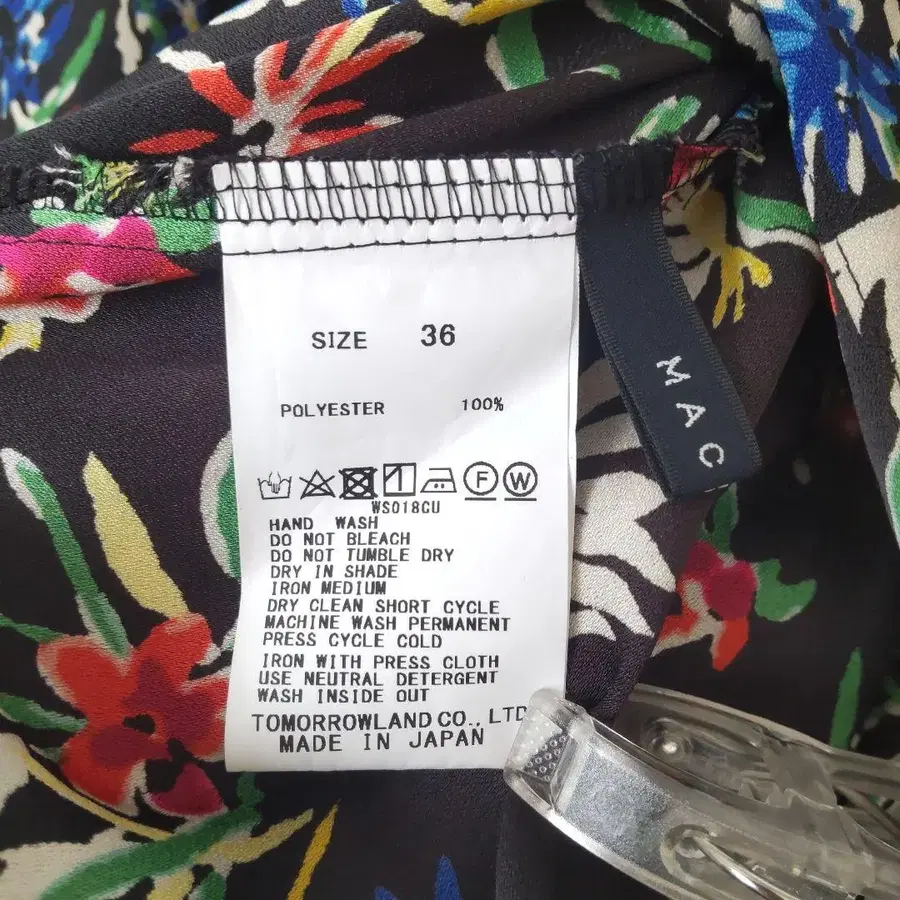 SIZE 36
POLYESTER 100%
F W
WS018CU
HAND WASH
DO NOT BLEACH
DO NOT TUMBLE DRY
DRY IN SHADE
IRON MEDIUM
DRY CLEAN SHORT CYCLE
MACHINE WASH PERMANENT
PRESS CYCLE COLD
IRON WITH PRESS CLOTH
USE NEUTRAL DETERGENT
WASH INSIDE OUT
TOMORROWLAND CO., LTD
MADE IN JAPAN
MAC